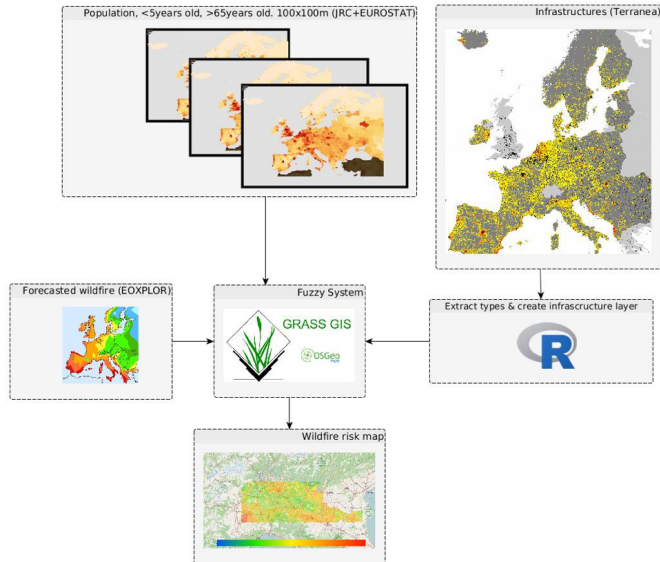 Population, <5years old, >65years old. 100x100m (JRC+EUROSTAT)
Infrastructures (Terranea)
Forecasted wildfire (EOXPLOR)
Fuzzy System
GRASS GIS
OSGeo
Extract types & create infrascructure layer
R
Wildfire risk map